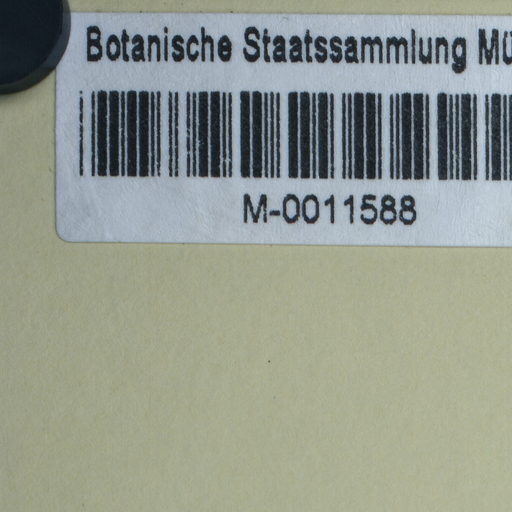 Botanische Staatssammlung Mü
M-0011588